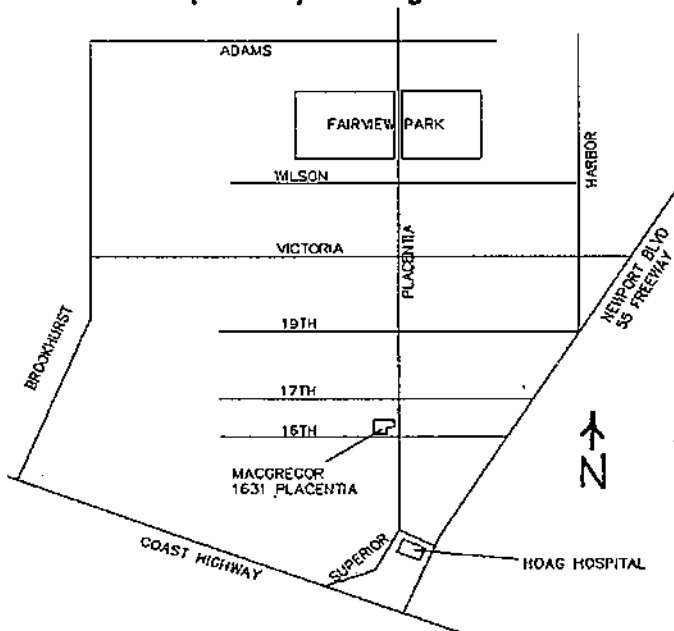 ADAMS
FAIRVIEW PARK
HARBOR
WILSON
PLACENTIA
VICTORIA
NEWPORT BLVD
55 FREEWAY
BROOKHURST
19TH
17TH
16TH
MACGREGOR
1631 PLACENTIA
N
COAST HIGHWAY
SUPERIOR
HOAG HOSPITAL